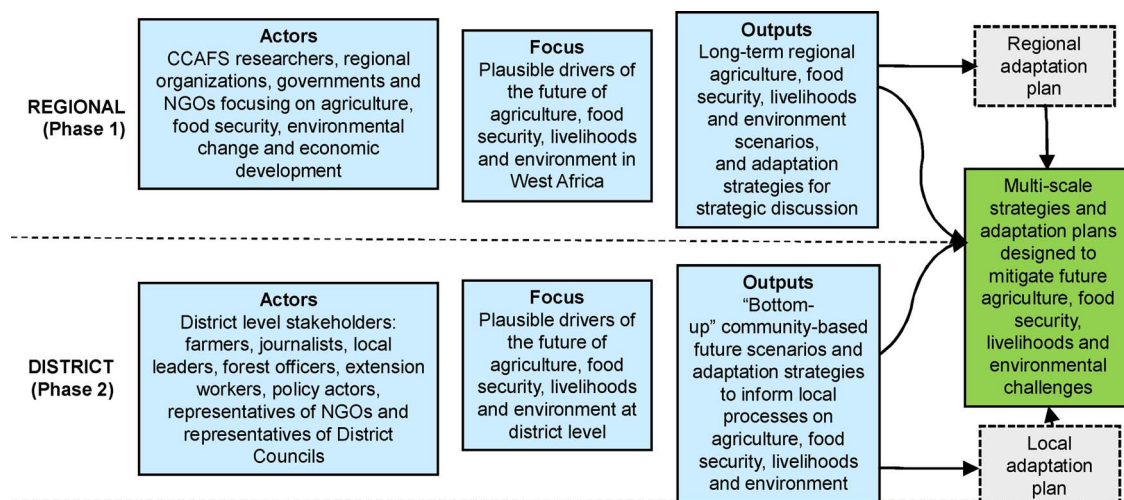 REGIONAL
(Phase 1)
Actors
CCAFS researchers, regional
organizations, governments and
NGOs focusing on agriculture,
food security, environmental
change and economic
development
Focus
Plausible drivers of
the future of
agriculture, food
security, livelihoods
and environment in
West Africa
Outputs
Long-term regional
agriculture, food
security, livelihoods
and environment
scenarios,
and adaptation
strategies for
strategic discussion
Regional
adaptation
plan
Multi-scale
strategies and
adaptation plans
designed to
mitigate future
agriculture, food
security,
livelihoods and
environmental
challenges
DISTRICT
(Phase 2)
Actors
District level stakeholders:
farmers, journalists, local
leaders, forest officers, extension
workers, policy actors,
representatives of NGOs and
representatives of District
Councils
Focus
Plausible drivers of
the future of
agriculture, food
security, livelihoods
and environment at
district level
Outputs
“Bottom-
up” community-based
future scenarios and
adaptation strategies
to inform local
processes on
agriculture, food
security, livelihoods
and environment
Local
adaptation
plan